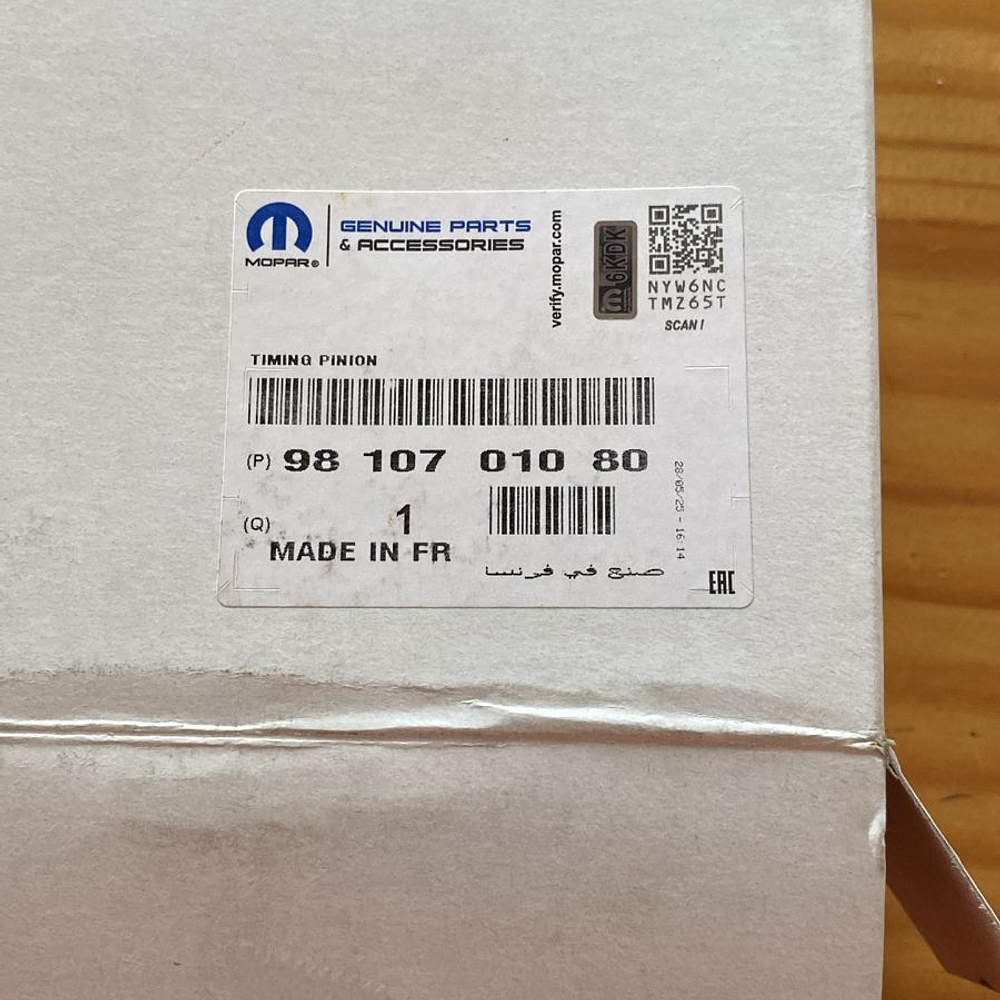 MOPAR®
GENUINE PARTS
& ACCESSORIES
verify.mopar.com
6KDK
NYW6NC
TMZ65T
SCAN!
TIMING PINION
(P) 98 107 010 80
(Q) 1
28/05/25 - 16:14
MADE IN FR
صنع في فرنسا
EAC